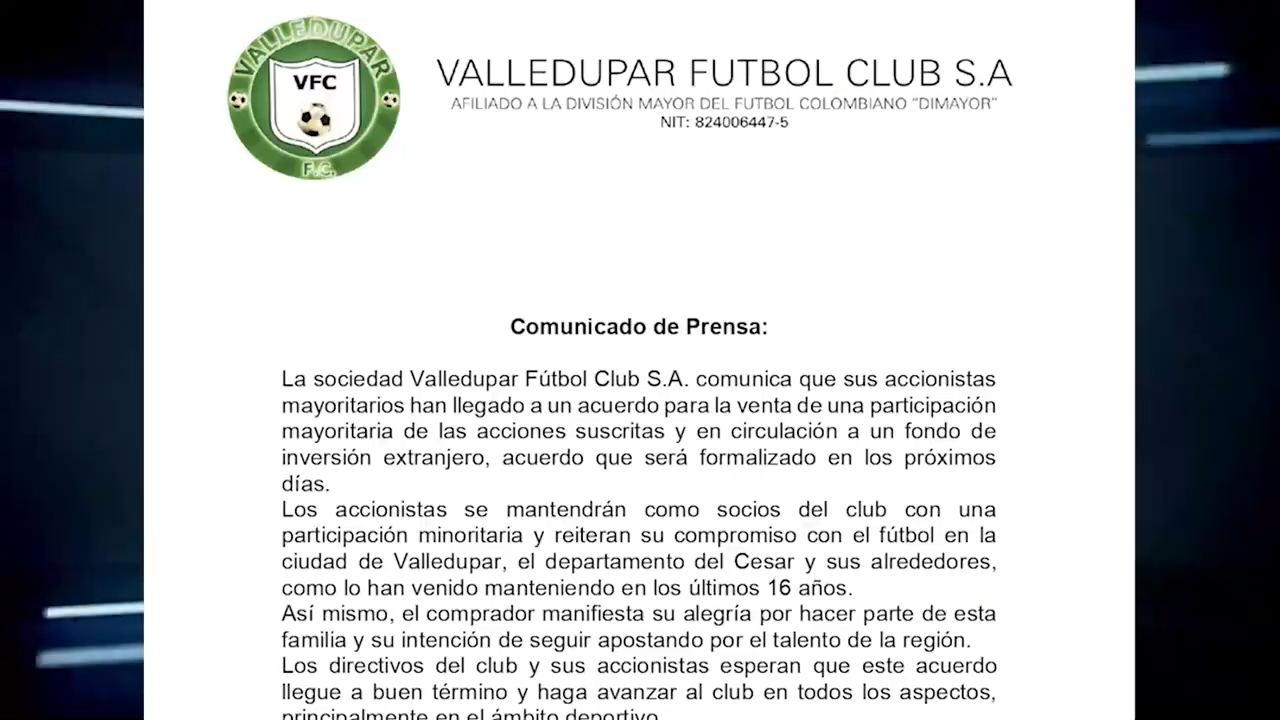 VALLEDUPAR
VFC
F.C.
VALLEDUPAR FUTBOL CLUB S.A
AFILIADO A LA DIVISIÓN MAYOR DEL FUTBOL COLOMBIANO “DIMAYOR”
NIT: 824006447-5
Comunicado de Prensa:
La sociedad Valledupar Fútbol Club S.A. comunica que sus accionistas
mayoritarios han llegado a un acuerdo para la venta de una participación
mayoritaria de las acciones suscritas y en circulación a un fondo de
inversión extranjero, acuerdo que será formalizado en los próximos
días.
Los accionistas se mantendrán como socios del club con una
participación minoritaria y reiteran su compromiso con el fútbol en la
ciudad de Valledupar, el departamento del Cesar y sus alrededores,
como lo han venido manteniendo en los últimos 16 años.
Así mismo, el comprador manifiesta su alegría por hacer parte de esta
familia y su intención de seguir apostando por el talento de la región.
Los directivos del club y sus accionistas esperan que este acuerdo
llegue a buen término y haga avanzar al club en todos los aspectos,
principalmente en el ámbito deportivo.